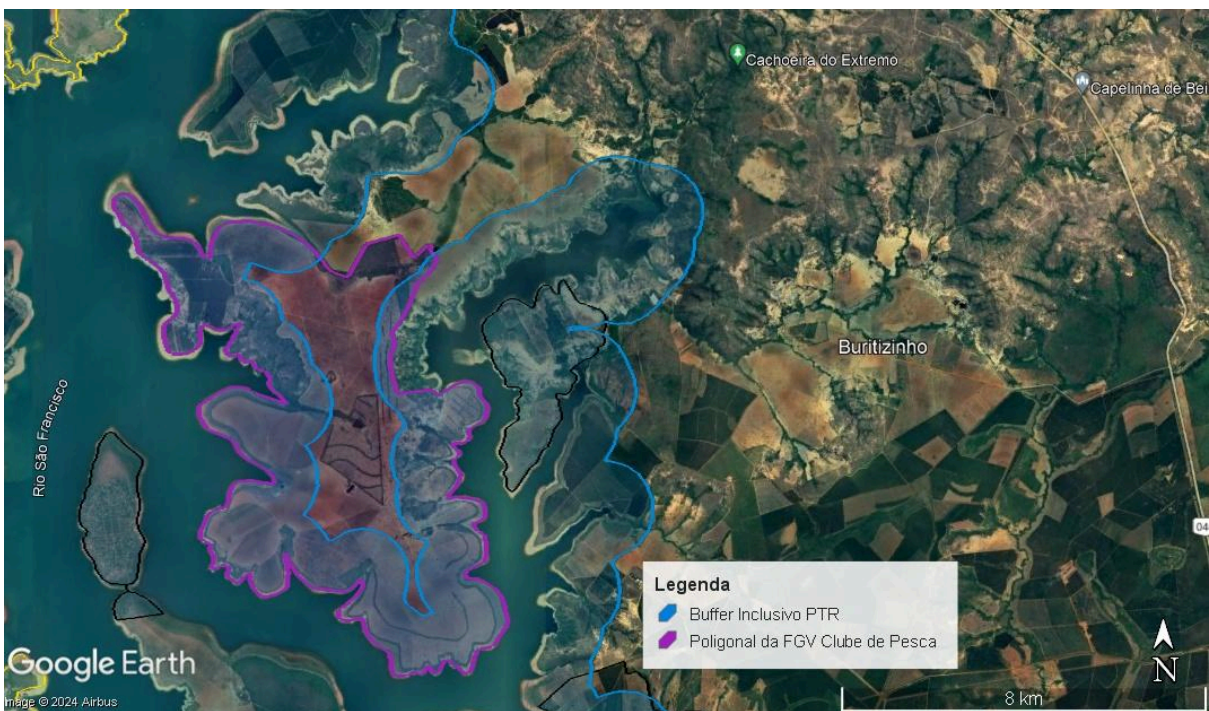 Cachoeira do Extremo
Capelinha de Bei
Buritizinho
Rio São Francisco
04
Legenda
Buffer Inclusivo PTR
Poligonal da FGV Clube de Pesca
N
8 km
Google Earth
mage © 2024 Airbus